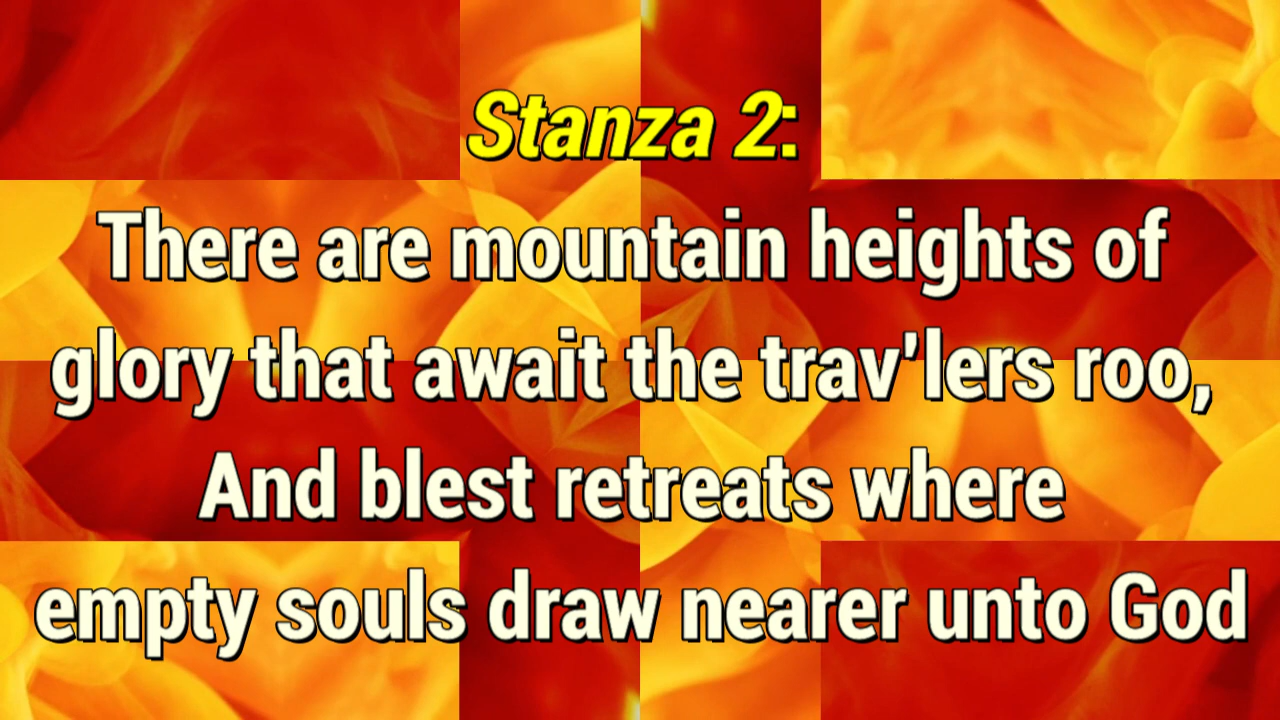 Stanza 2:
There are mountain heights of
glory that await the trav'lers roo,
And blest retreats where
empty souls draw nearer unto God